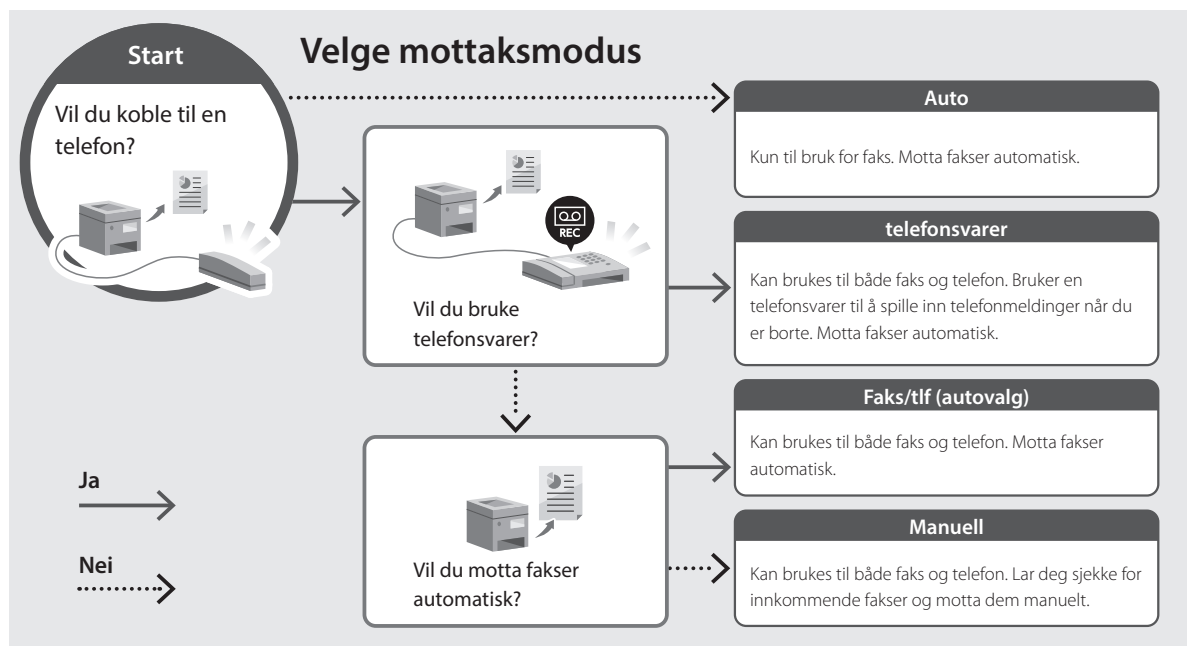 Velge mottaksmodus
Start
Vil du koble til en
telefon?
REC
Vil du bruke
telefonsvarer?
Vil du motta fakser
automatisk?
Auto
Kun til bruk for faks. Motta fakser automatisk.
telefonsvarer
Kan brukes til både faks og telefon. Bruker en
telefonsvarer til å spille inn telefonmeldinger når du
er borte. Motta fakser automatisk.
Faks/tlf (autovalg)
Kan brukes til både faks og telefon. Motta fakser
automatisk.
Manuell
Kan brukes til både faks og telefon. Lar deg sjekke for
innkommende fakser og motta dem manuelt.
Ja
Nei